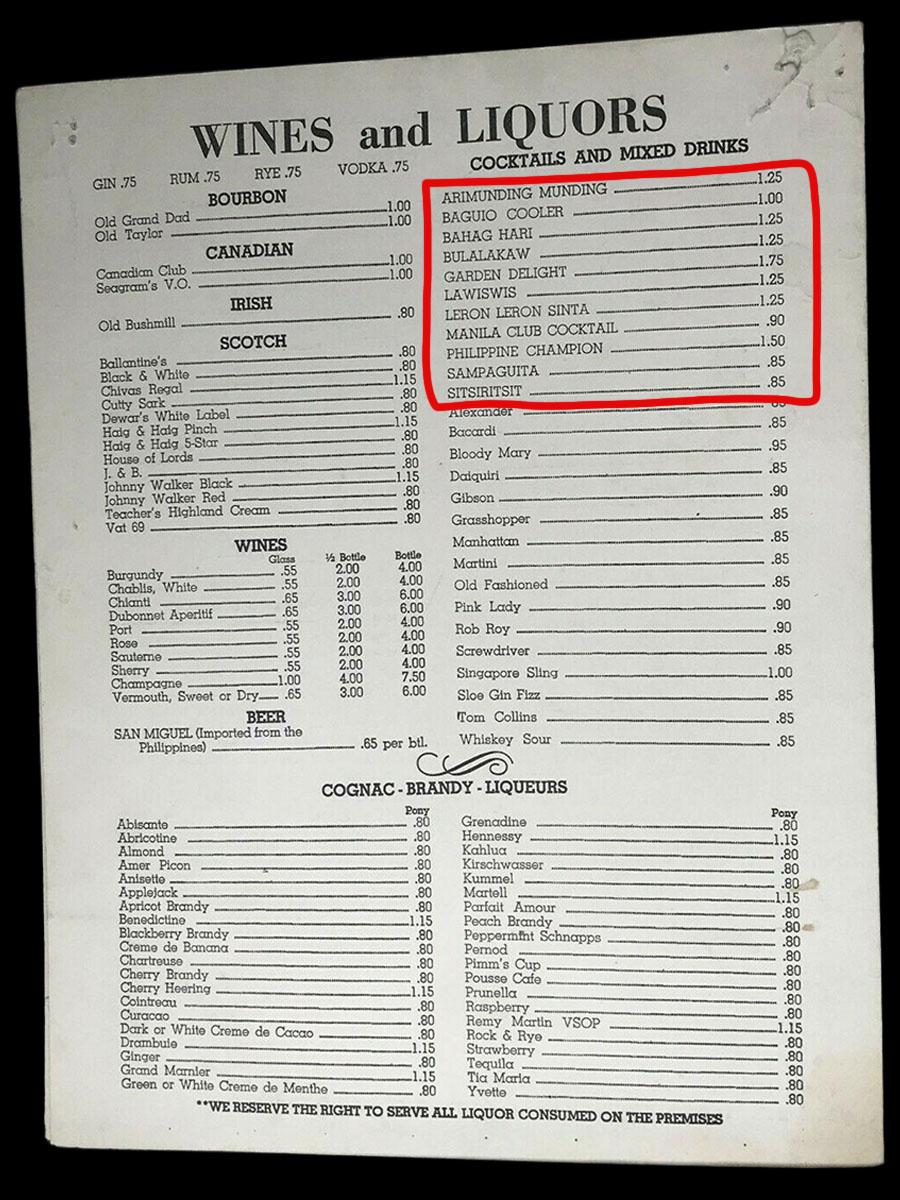 WINES and LIQUORS
GIN .75 RUM .75 RYE .75 VODKA .75
BOURBON
Old Grand Dad 1.00
Old Taylor 1.00
CANADIAN
Canadian Club 1.00
Seagram's V.O. 1.00
IRISH
Old Bushmill .80
SCOTCH
Ballantine's .80
Black & White .80
Chivas Regal 1.15
Cutty Sark .80
Dewar's White Label .80
Haig & Haig Pinch 1.15
Haig & Haig 5-Star .80
House of Lords .80
J. & B. .80
Johnny Walker Black 1.15
Johnny Walker Red .80
Teacher's Highland Cream .80
Vat 69 .80
WINES
Glass ½ Bottle Bottle
Burgundy .55 2.00 4.00
Chablis, White .55 2.00 4.00
Chianti .65 3.00 6.00
Dubonnet Aperitif .65 3.00 6.00
Port .55 2.00 4.00
Rose .55 2.00 4.00
Sauterne .55 2.00 4.00
Sherry .55 2.00 4.00
Champagne 1.00 4.00 7.50
Vermouth, Sweet or Dry .65 3.00 6.00
BEER
SAN MIGUEL (Imported from the
Philippines) .65 per btl.
COCKTAILS AND MIXED DRINKS
ARIMUNDING MUNDING 1.25
BAGUIO COOLER 1.00
BAHAG HARI 1.25
BULALAKAW 1.25
GARDEN DELIGHT 1.75
LAWISWIS 1.25
LERON LERON SINTA 1.25
MANILA CLUB COCKTAIL .90
PHILIPPINE CHAMPION 1.50
SAMPAGUITA .85
SITSIRITSIT .85
Alexander .85
Bacardi .85
Bloody Mary .95
Daiquiri .85
Gibson .90
Grasshopper .85
Manhattan .85
Martini .85
Old Fashioned .85
Pink Lady .90
Rob Roy .90
Screwdriver .85
Singapore Sling 1.00
Sloe Gin Fizz .85
Tom Collins .85
Whiskey Sour .85
COGNAC - BRANDY - LIQUEURS
Pony
Abisante .80
Abricotine .80
Almond .80
Amer Picon .80
Anisette .80
Applejack .80
Apricot Brandy .80
Benedictine 1.15
Blackberry Brandy .80
Creme de Banana .80
Chartreuse .80
Cherry Brandy .80
Cherry Heering 1.15
Cointreau .80
Curacao .80
Dark or White Creme de Cacao .80
Drambuie 1.15
Ginger .80
Grand Marnier 1.15
Green or White Creme de Menthe .80
Pony
Grenadine .80
Hennessy 1.15
Kahlua .80
Kirschwasser .80
Kummel .80
Martell 1.15
Parfait Amour .80
Peach Brandy .80
Peppermint Schnapps .80
Pernod .80
Pimm's Cup .80
Pousse Cafe .80
Prunella .80
Raspberry .80
Remy Martin VSOP 1.15
Rock & Rye .80
Strawberry .80
Tequila .80
Tia Maria .80
Yvette .80
**WE RESERVE THE RIGHT TO SERVE ALL LIQUOR CONSUMED ON THE PREMISES